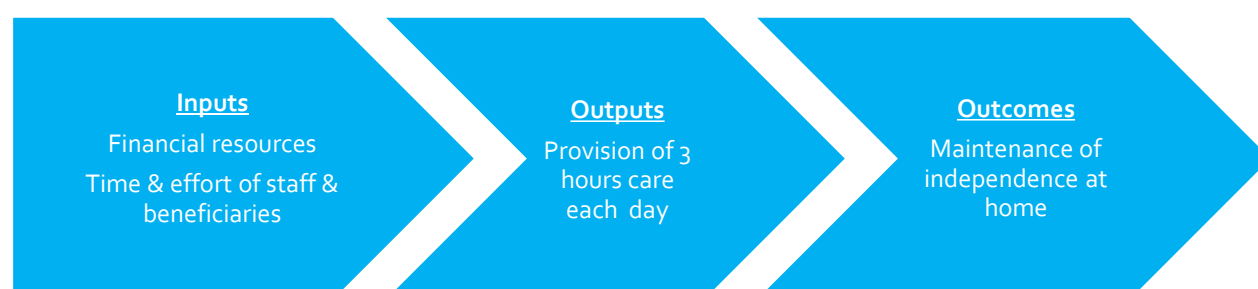 Inputs
Financial resources
Time & effort of staff &
beneficiaries
Outputs
Provision of 3
hours care
each day
Outcomes
Maintenance of
independence at
home